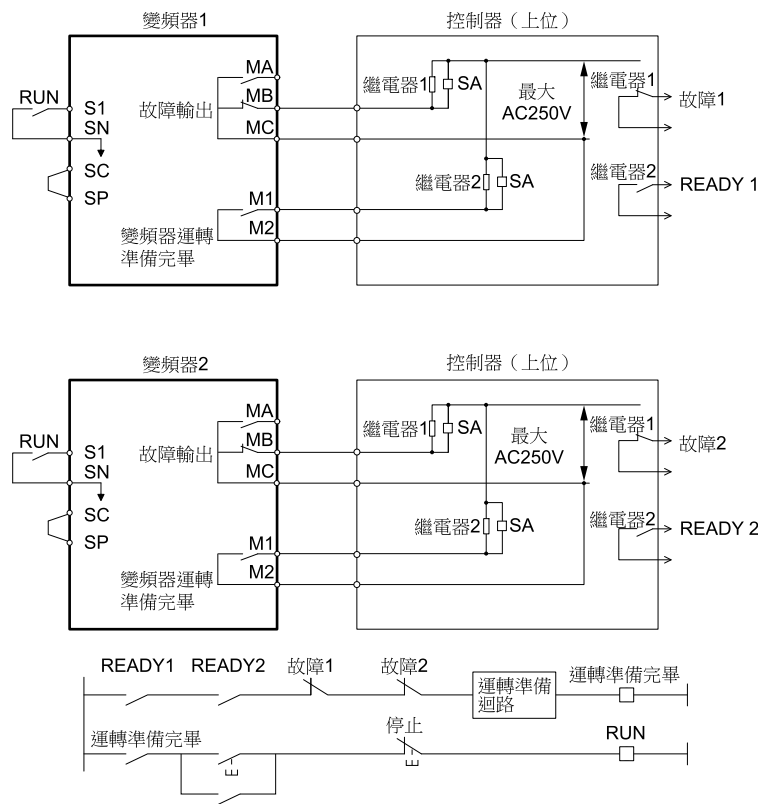 變頻器1
控制器（上位）
RUN
S1
SN
SC
SP
故障輸出
MA
MB
MC
變頻器運轉
準備完畢
M1
M2
繼電器1
SA
最大
AC250V
繼電器2
SA
繼電器1
故障1
繼電器2
READY 1
變頻器2
控制器（上位）
RUN
S1
SN
SC
SP
故障輸出
MA
MB
MC
變頻器運轉
準備完畢
M1
M2
繼電器1
SA
最大
AC250V
繼電器2
SA
繼電器1
故障2
繼電器2
READY 2
READY1
READY2
故障1
故障2
運轉準備
迴路
運轉準備完畢
運轉準備完畢
停止
RUN